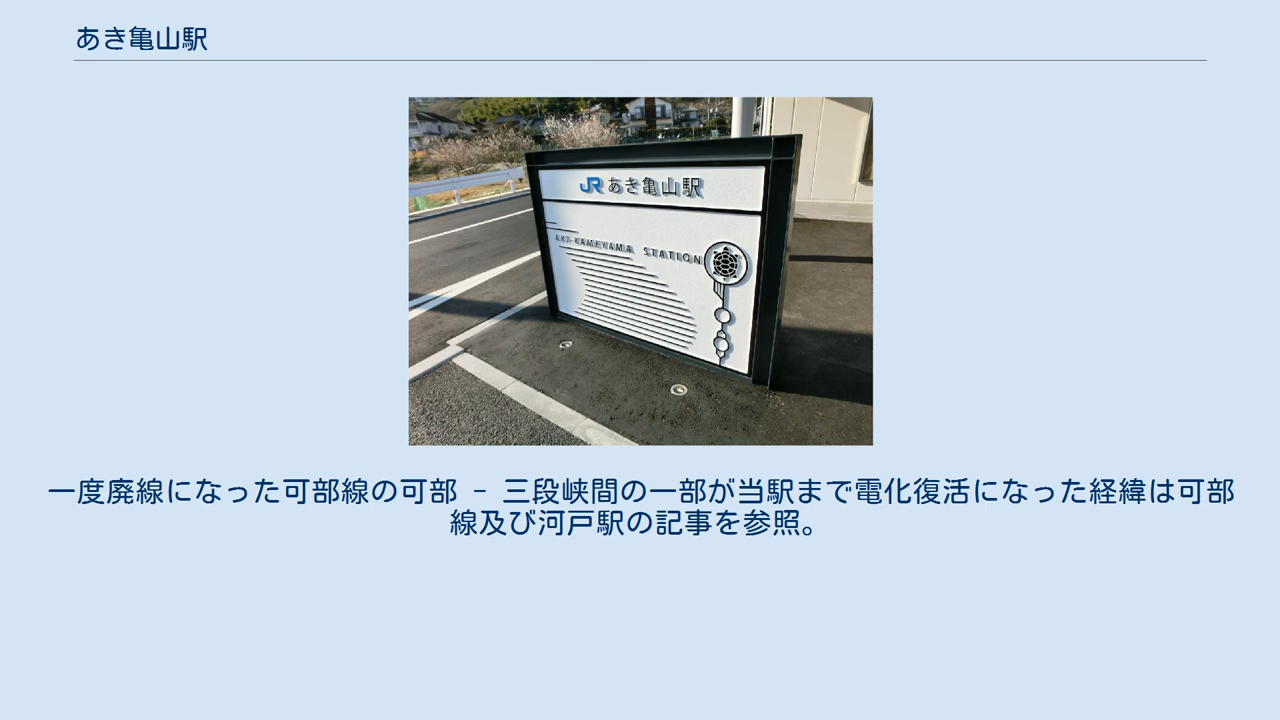 あき亀山駅
JRあき亀山駅
AKI-KAMEYAMA STATION
一度廃線になった可部線の可部 - 三段峡間の一部が当駅まで電化復活になった経緯は可部
線及び河戸駅の記事を参照。